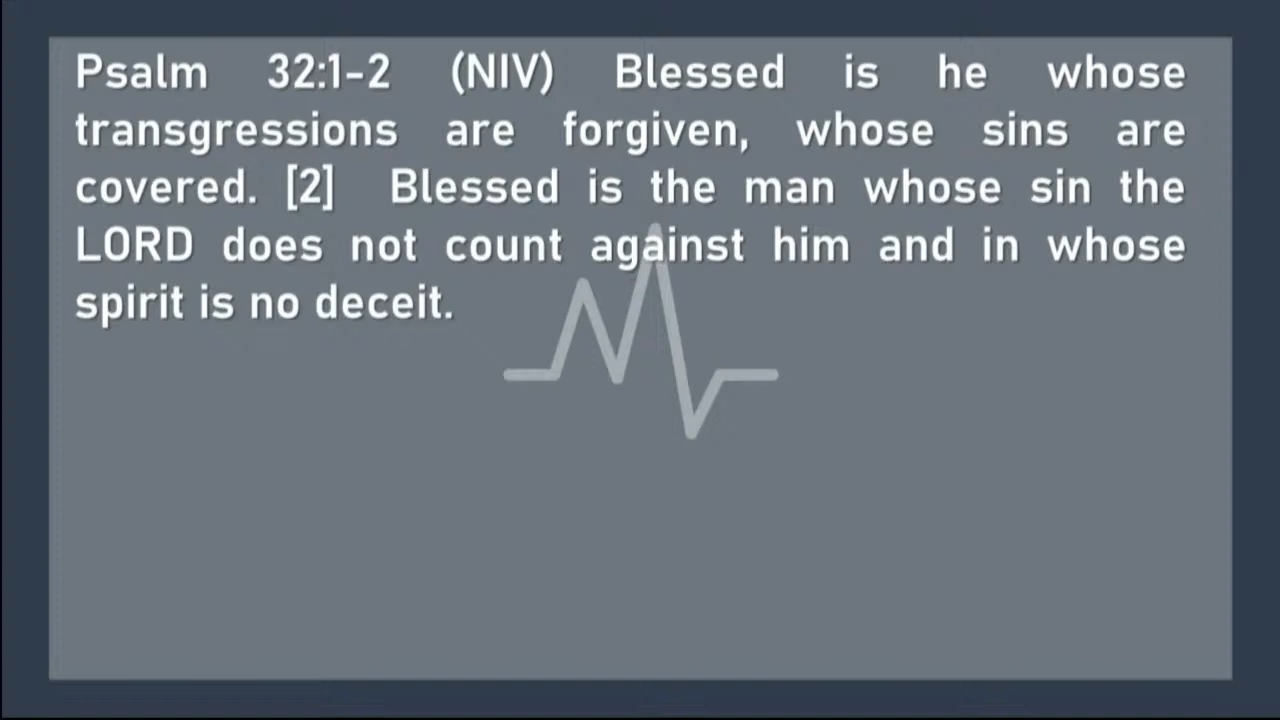 Psalm 32:1-2 (NIV) Blessed is he whose
transgressions are forgiven, whose sins are
covered. [2] Blessed is the man whose sin the
LORD does not count against him and in whose
spirit is no deceit.